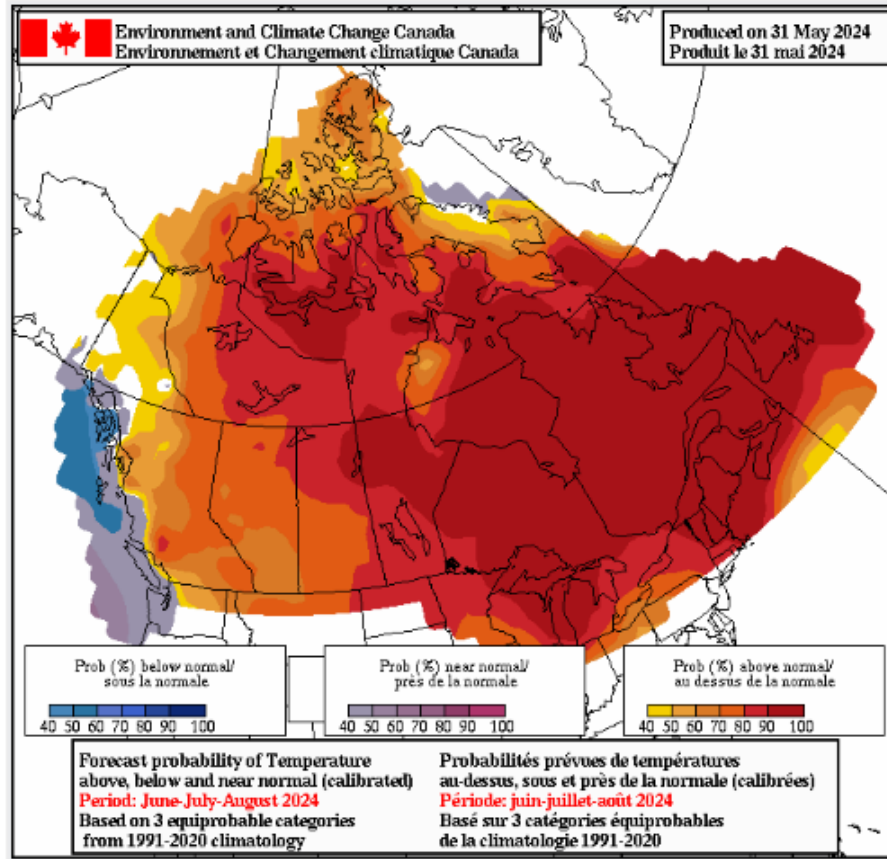 Environment and Climate Change Canada
Environnement et Changement climatique Canada
Produced on 31 May 2024
Produit le 31 mai 2024
Prob (%) below normal/
sous la normale
40 50 60 70 80 90 100
Prob (%) near normal/
près de la normale
40 50 60 70 80 90 100
Prob (%) above normal/
au dessus de la normale
40 50 60 70 80 90 100
Forecast probability of Temperature
above, below and near normal (calibrated)
Period: June-July-August 2024
Based on 3 equiprobable categories
from 1991-2020 climatology
Probabilités prévues de températures
au-dessus, sous et près de la normale (calibrées)
Période: juin-juillet-août 2024
Basé sur 3 catégories équiprobables
de la climatologie 1991-2020